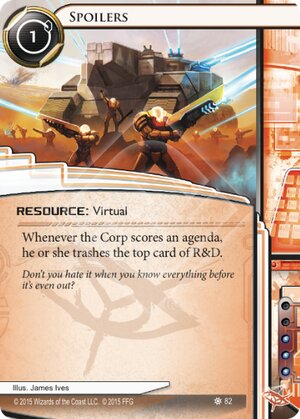 Spoilers
1
RESOURCE: Virtual
Whenever the Corp scores an agenda,
he or she trashes the top card of R&D.
Don't you hate it when you know everything before
it's even out?
Illus. James Ives
© 2015 Wizards of the Coast LLC. © 2015 FFG
82